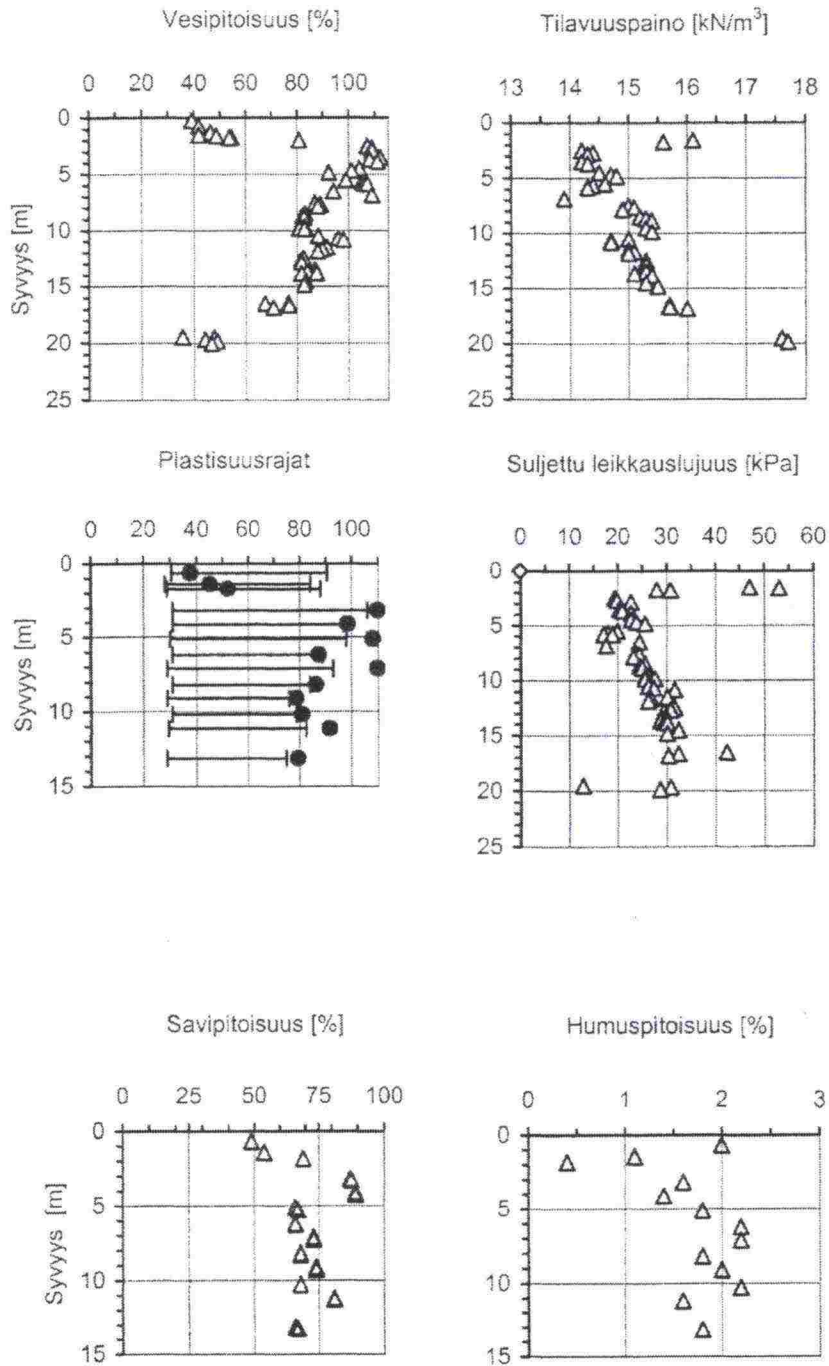 Vesipitoisuus [%]
0 20 40 60 80 100
Syvyys [m]
0
5
10
15
20
25
Tilavuuspaino [kN/m³]
13 14 15 16 17 18
0
5
10
15
20
25
Plastisuusrajat
0 20 40 60 80 100
Syvyys [m]
0
5
10
15
Suljettu leikkauslujuus [kPa]
0 10 20 30 40 50 60
0
5
10
15
20
25
Savipitoisuus [%]
0 25 50 75 100
Syvyys [m]
0
5
10
15
Humuspitoisuus [%]
0 1 2 3
0
5
10
15